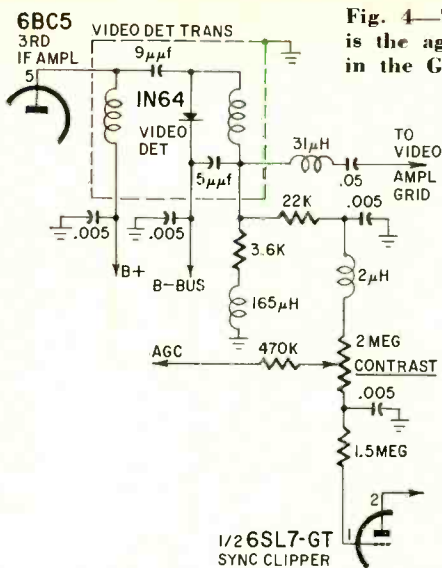 6BC5
3RD
IF AMPL
5
VIDEO DET TRANS
9μμf
IN64
VIDEO
DET
5μμf
.005
.005
B+
B-BUS
Fig. 4—
is the ag
in the G
31μH
.05
TO
VIDEO
AMPL
GRID
22K
.005
3.6K
165μH
2μH
AGC
470K
2 MEG
CONTRAST
.005
1.5 MEG
1
2
1/2 6SL7-GT
SYNC CLIPPER